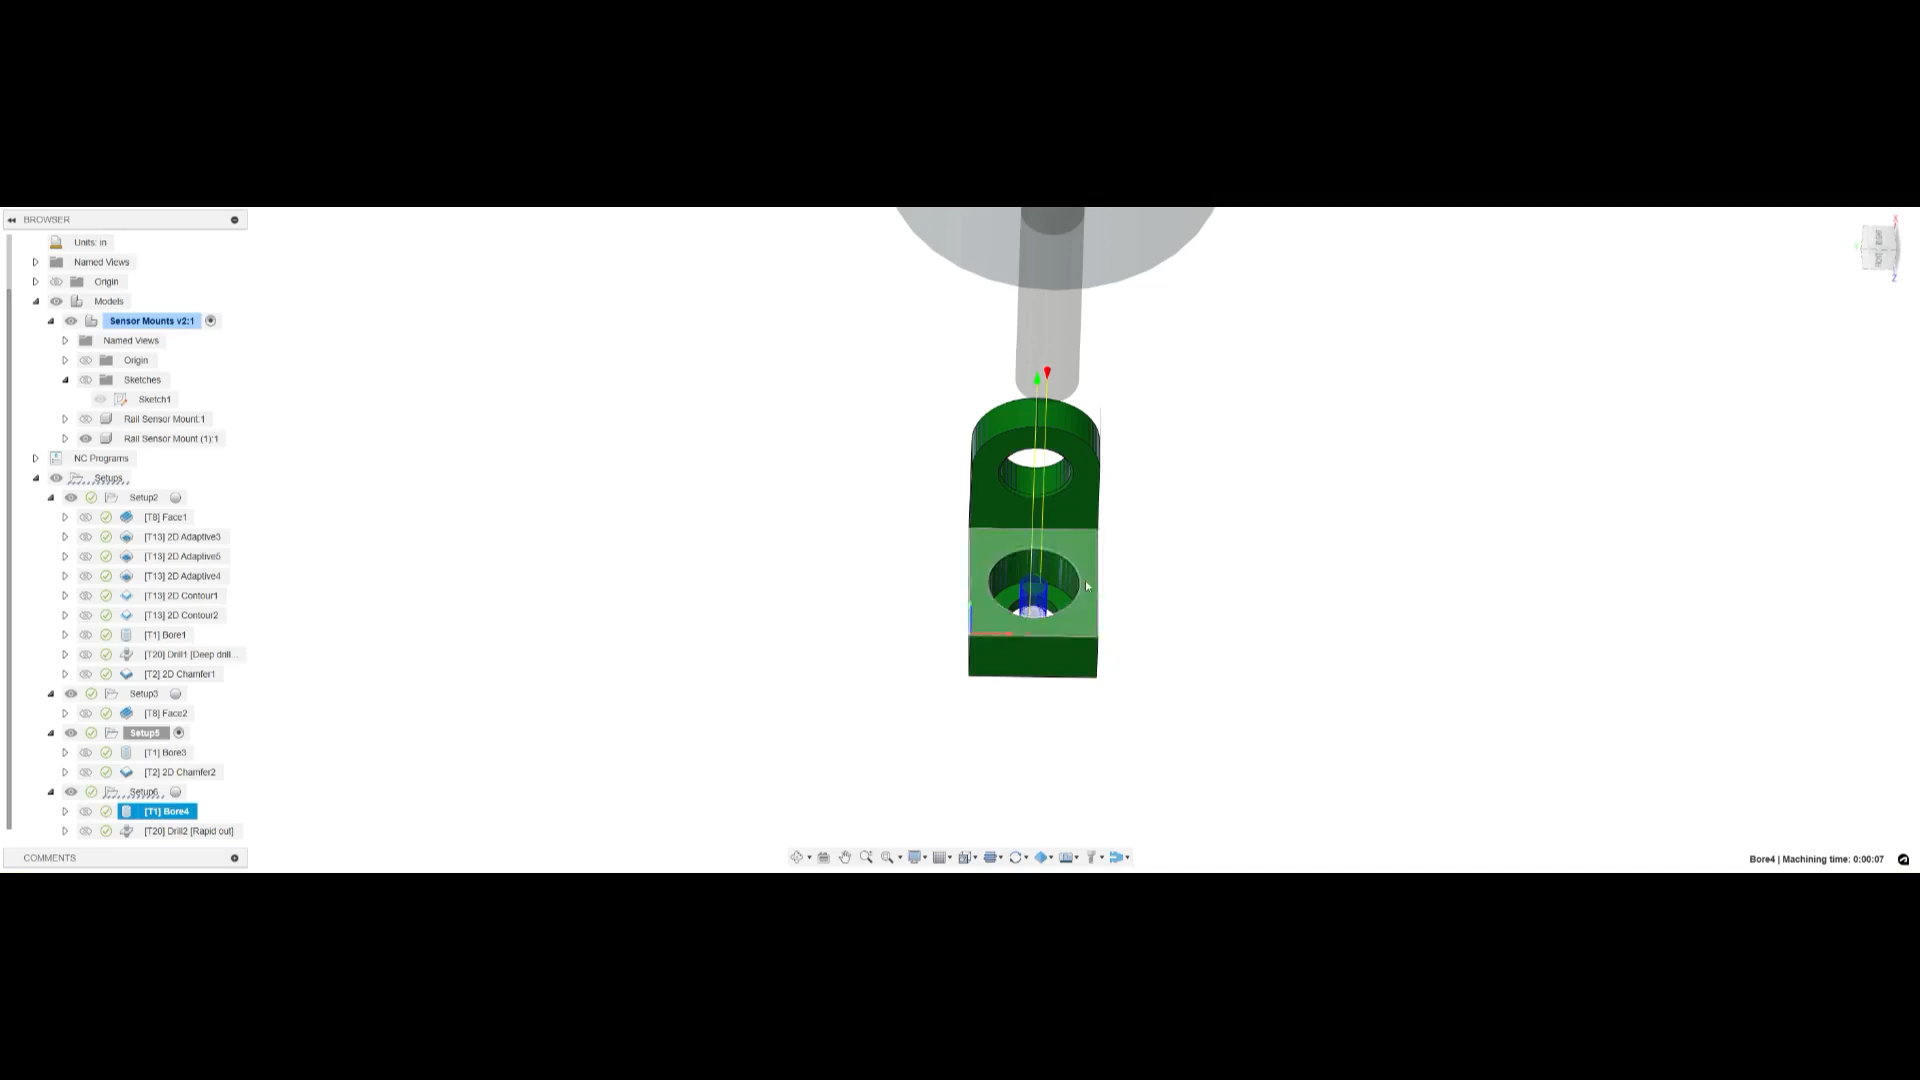 BROWSER
Units: in
Named Views
Origin
Models
Sensor Mounts v2:1
Named Views
Origin
Sketches
Sketch1
Rail Sensor Mount:1
Rail Sensor Mount (1):1
NC Programs
Setups
Setup2
[T8] Face1
[T13] 2D Adaptive3
[T13] 2D Adaptive5
[T13] 2D Adaptive4
[T13] 2D Contour1
[T13] 2D Contour2
[T1] Bore1
[T20] Drill1 [Deep drill...
[T2] 2D Chamfer1
Setup3
[T8] Face2
Setup5
[T1] Bore3
[T2] 2D Chamfer2
Setup6
[T1] Bore4
[T20] Drill2 [Rapid out]
COMMENTS
X
RIGHT
FRONT
Z
Bore4 | Machining time: 0:00:07